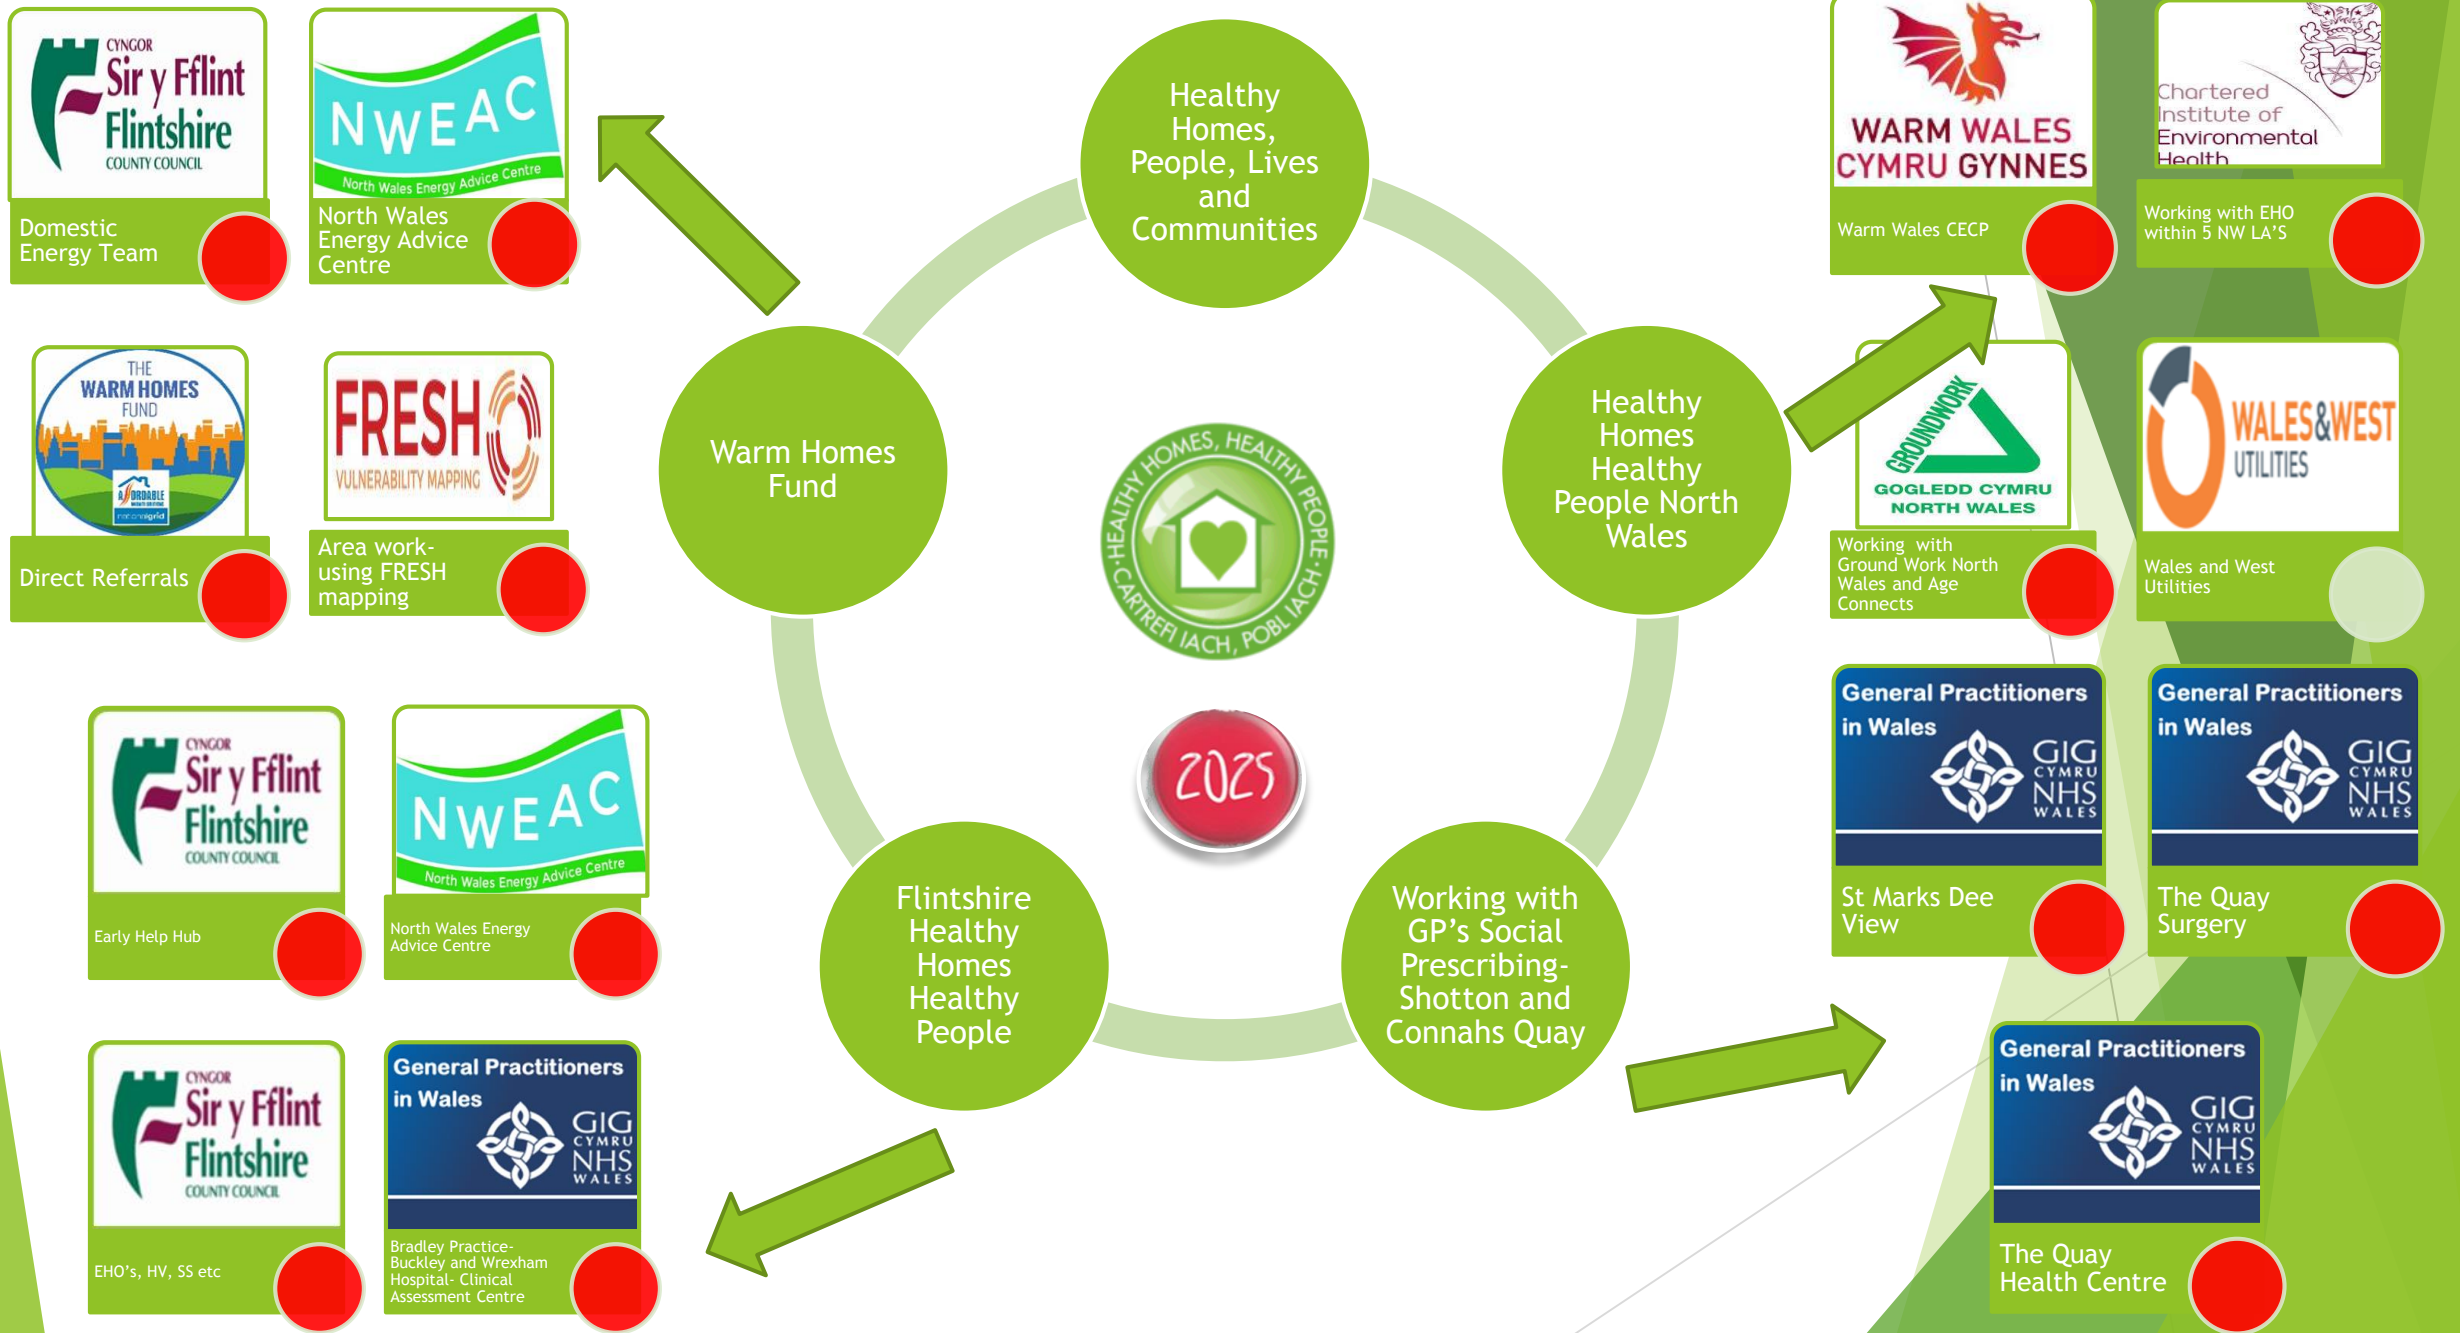 CYNGOR
Sir y Fflint
Flintshire
COUNTY COUNCIL
Domestic
Energy Team
NWEAC
North Wales Energy Advice Centre
North Wales
Energy Advice
Centre
THE
WARM HOMES
FUND
AFFORDABLE
nationalgrid
Direct Referrals
FRESH
VULNERABILITY MAPPING
Area work-
using FRESH
mapping
Healthy
Homes,
People, Lives
and
Communities
Warm Homes
Fund
Healthy
Homes
Healthy
People North
Wales
HEALTHY HOMES, HEALTHY PEOPLE
CARTREFI IACH, POBL IACH
2025
Flintshire
Healthy
Homes
Healthy
People
Working with
GP’s Social
Prescribing-
Shotton and
Connahs Quay
WARM WALES
CYMRU GYNNES
Warm Wales CECP
Chartered
Institute of
Environmental
Health
Working with EHO
within 5 NW LA’S
GROUNDWORK
GOGLEDD CYMRU
NORTH WALES
Working with
Ground Work North
Wales and Age
Connects
WALES&WEST
UTILITIES
Wales and West
Utilities
CYNGOR
Sir y Fflint
Flintshire
COUNTY COUNCIL
Early Help Hub
NWEAC
North Wales Energy Advice Centre
North Wales Energy
Advice Centre
CYNGOR
Sir y Fflint
Flintshire
COUNTY COUNCIL
EHO’s, HV, SS etc
General Practitioners
in Wales
GIG
CYMRU
NHS
WALES
Bradley Practice-
Buckley and Wrexham
Hospital- Clinical
Assessment Centre
General Practitioners
in Wales
GIG
CYMRU
NHS
WALES
St Marks Dee
View
General Practitioners
in Wales
GIG
CYMRU
NHS
WALES
The Quay
Surgery
General Practitioners
in Wales
GIG
CYMRU
NHS
WALES
The Quay
Health Centre